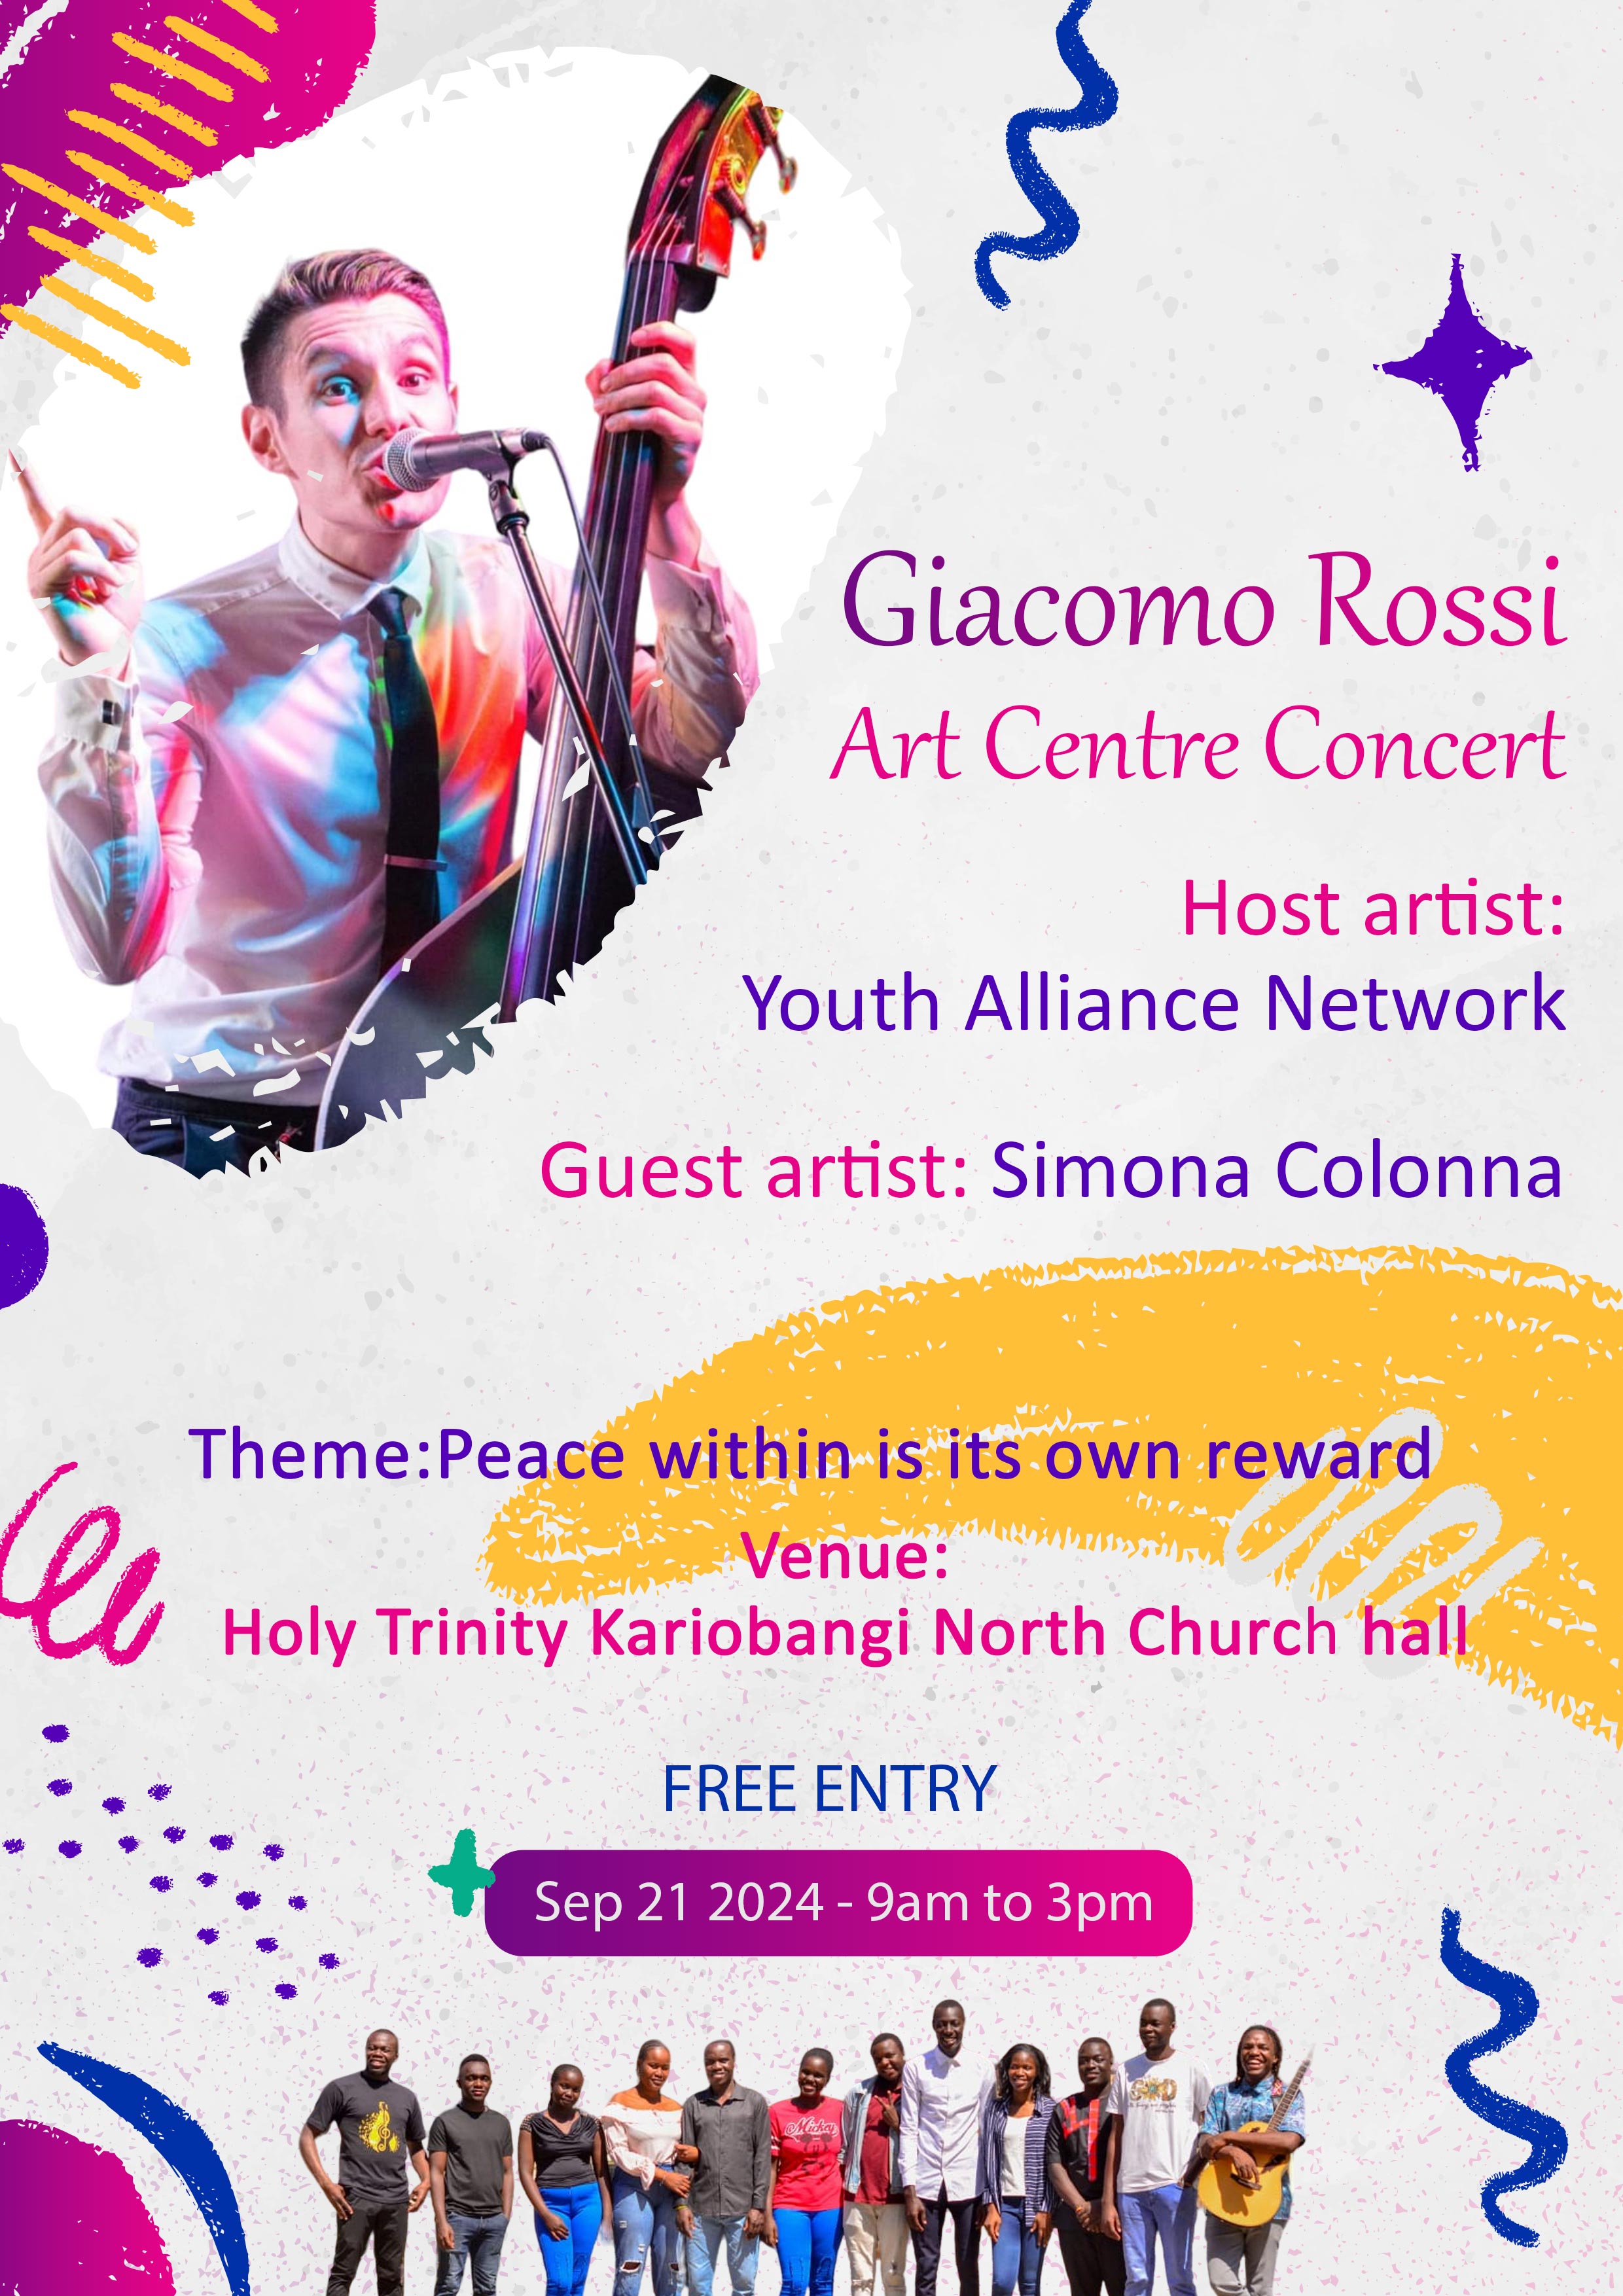 Giacomo Rossi
Art Centre Concert
Host artist:
Youth Alliance Network
Guest artist: Simona Colonna
Theme:Peace within is its own reward
Venue:
Holy Trinity Kariobangi North Church hall
FREE ENTRY
Sep 21 2024 - 9am to 3pm
Mickey